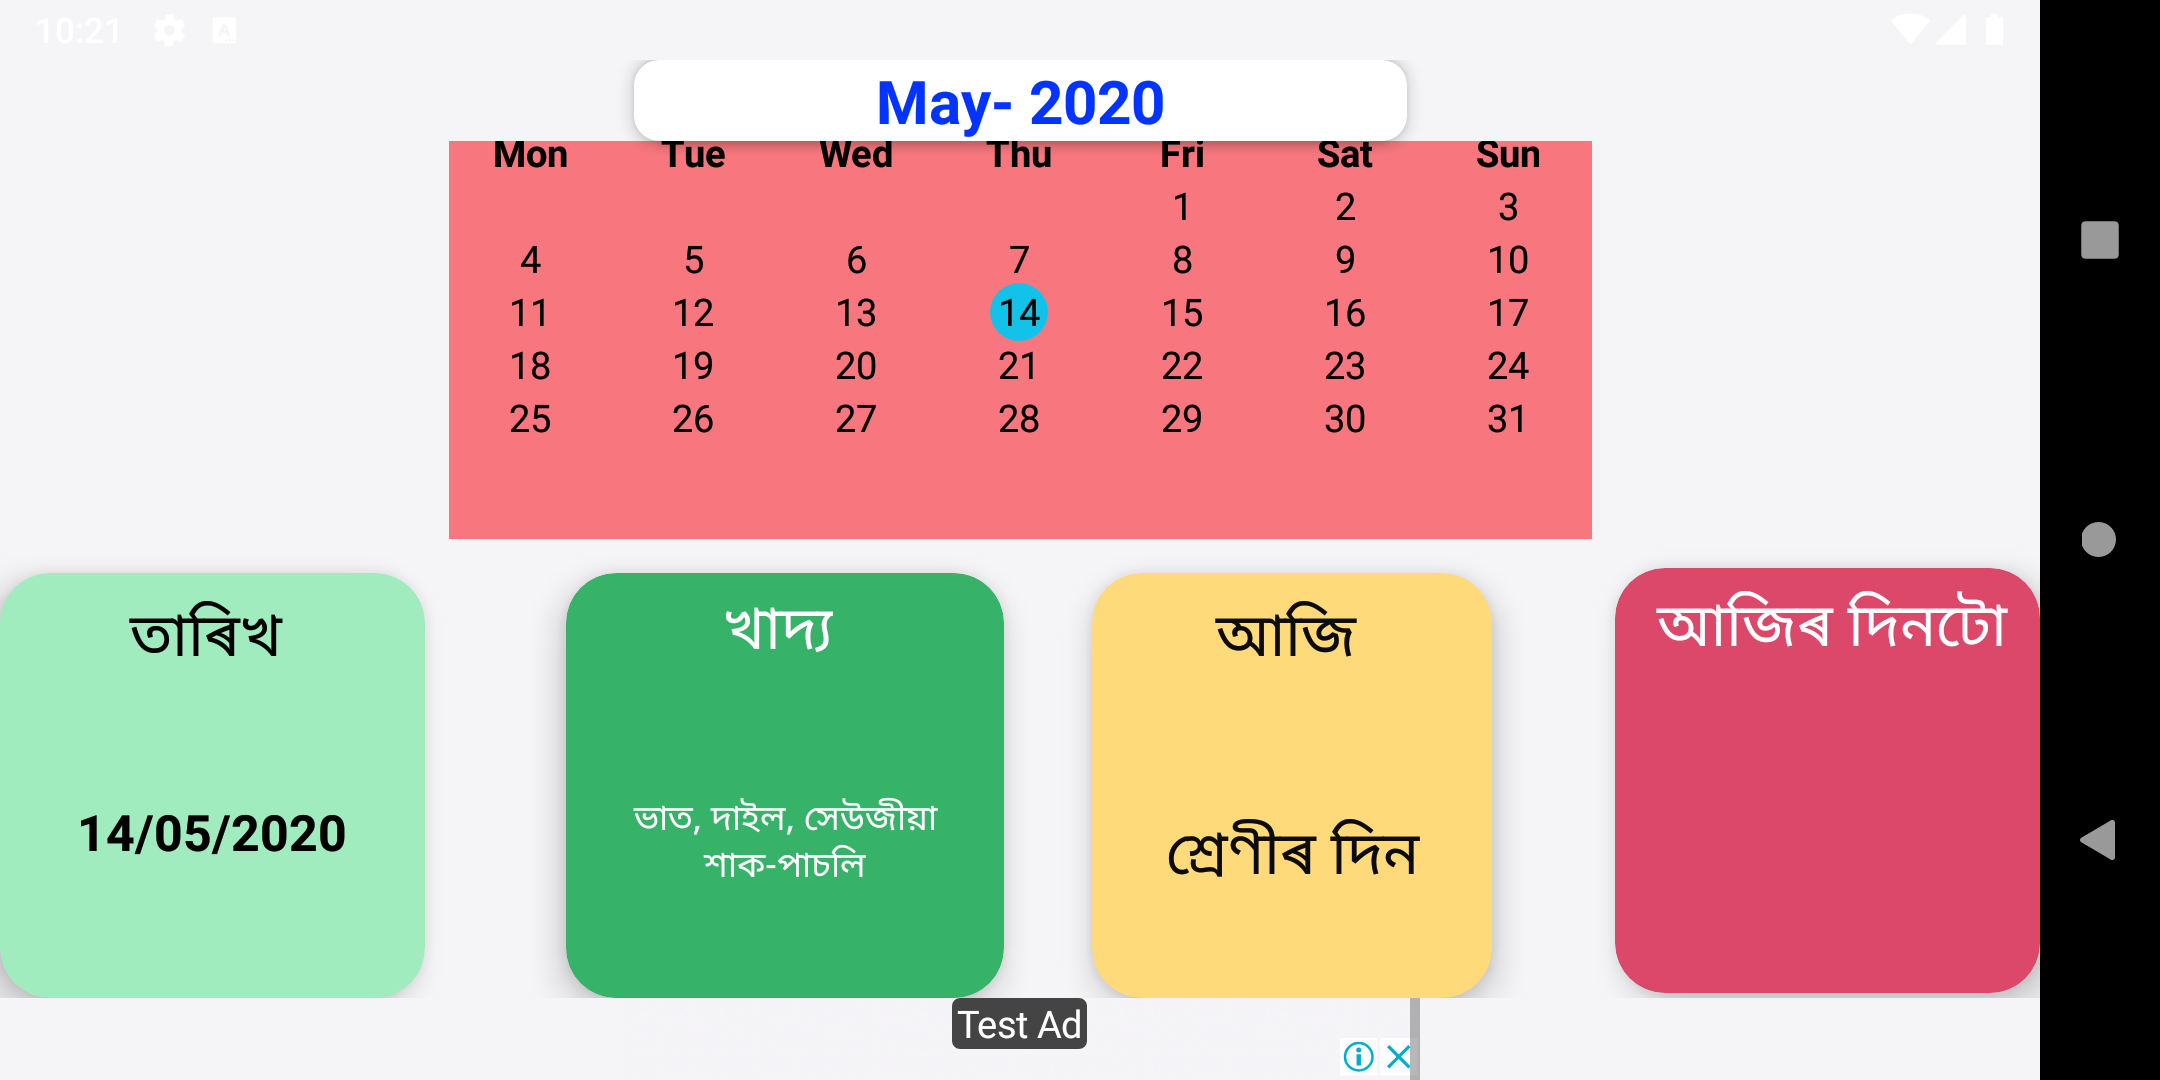 10:21
May- 2020
Mon Tue Wed Thu Fri Sat Sun
1 2 3
4 5 6 7 8 9 10
11 12 13 14 15 16 17
18 19 20 21 22 23 24
25 26 27 28 29 30 31
তাৰিখ
14/05/2020
খাদ্য
ভাত, দাইল, সেউজীয়া
শাক-পাচলি
আজি
শ্ৰেণীৰ দিন
আজিৰ দিনটো
Test Ad